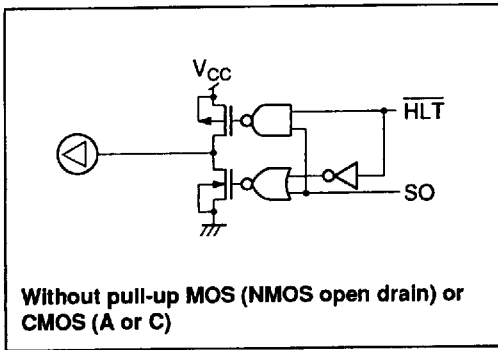 VCC
HLT
SO
Without pull-up MOS (NMOS open drain) or
CMOS (A or C)